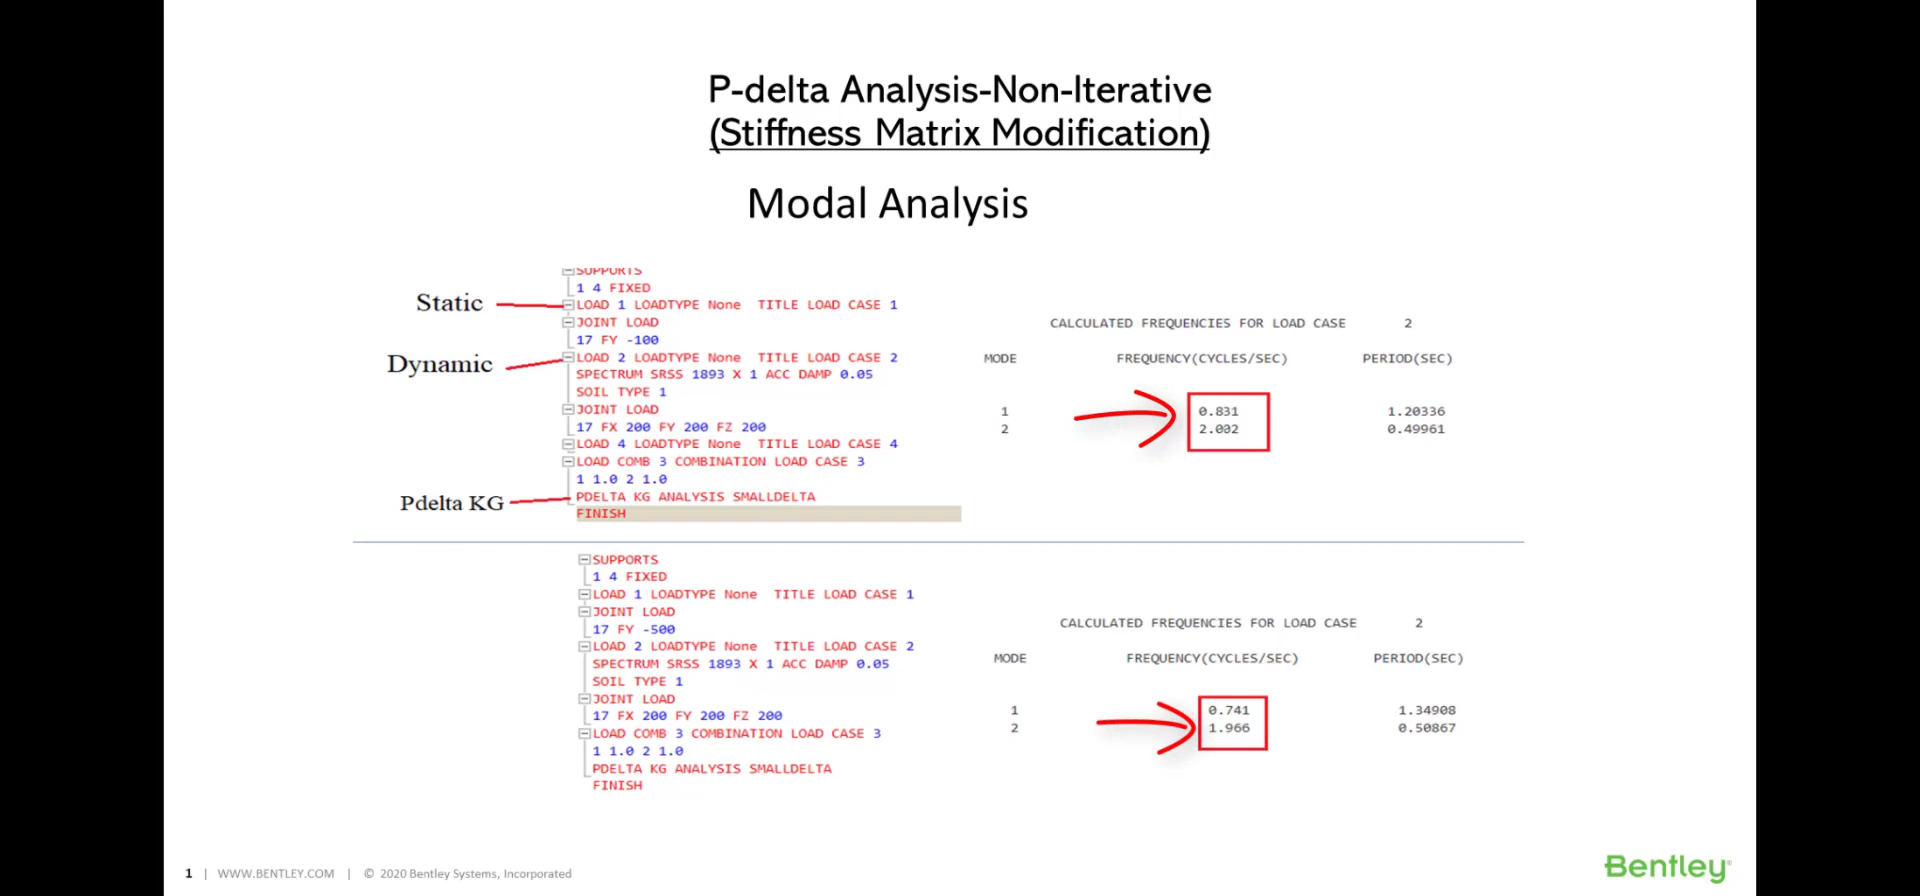 P-delta Analysis-Non-Iterative
(Stiffness Matrix Modification)
Modal Analysis
SUPPORTS
1 4 FIXED
Static
LOAD 1 LOADTYPE None TITLE LOAD CASE 1
JOINT LOAD
17 FY -100
Dynamic
LOAD 2 LOADTYPE None TITLE LOAD CASE 2
SPECTRUM SRSS 1893 X 1 ACC DAMP 0.05
SOIL TYPE 1
JOINT LOAD
17 FX 200 FY 200 FZ 200
LOAD 4 LOADTYPE None TITLE LOAD CASE 4
LOAD COMB 3 COMBINATION LOAD CASE 3
1 1.0 2 1.0
Pdelta KG
PDELTA KG ANALYSIS SMALLDELTA
FINISH
CALCULATED FREQUENCIES FOR LOAD CASE 2
MODE FREQUENCY(CYCLES/SEC) PERIOD(SEC)
1 0.831 1.20336
2 2.002 0.49961
SUPPORTS
1 4 FIXED
LOAD 1 LOADTYPE None TITLE LOAD CASE 1
JOINT LOAD
17 FY -500
LOAD 2 LOADTYPE None TITLE LOAD CASE 2
SPECTRUM SRSS 1893 X 1 ACC DAMP 0.05
SOIL TYPE 1
JOINT LOAD
17 FX 200 FY 200 FZ 200
LOAD COMB 3 COMBINATION LOAD CASE 3
1 1.0 2 1.0
PDELTA KG ANALYSIS SMALLDELTA
FINISH
CALCULATED FREQUENCIES FOR LOAD CASE 2
MODE FREQUENCY(CYCLES/SEC) PERIOD(SEC)
1 0.741 1.34908
2 1.966 0.50867
1 | WWW.BENTLEY.COM | © 2020 Bentley Systems, Incorporated
Bentley